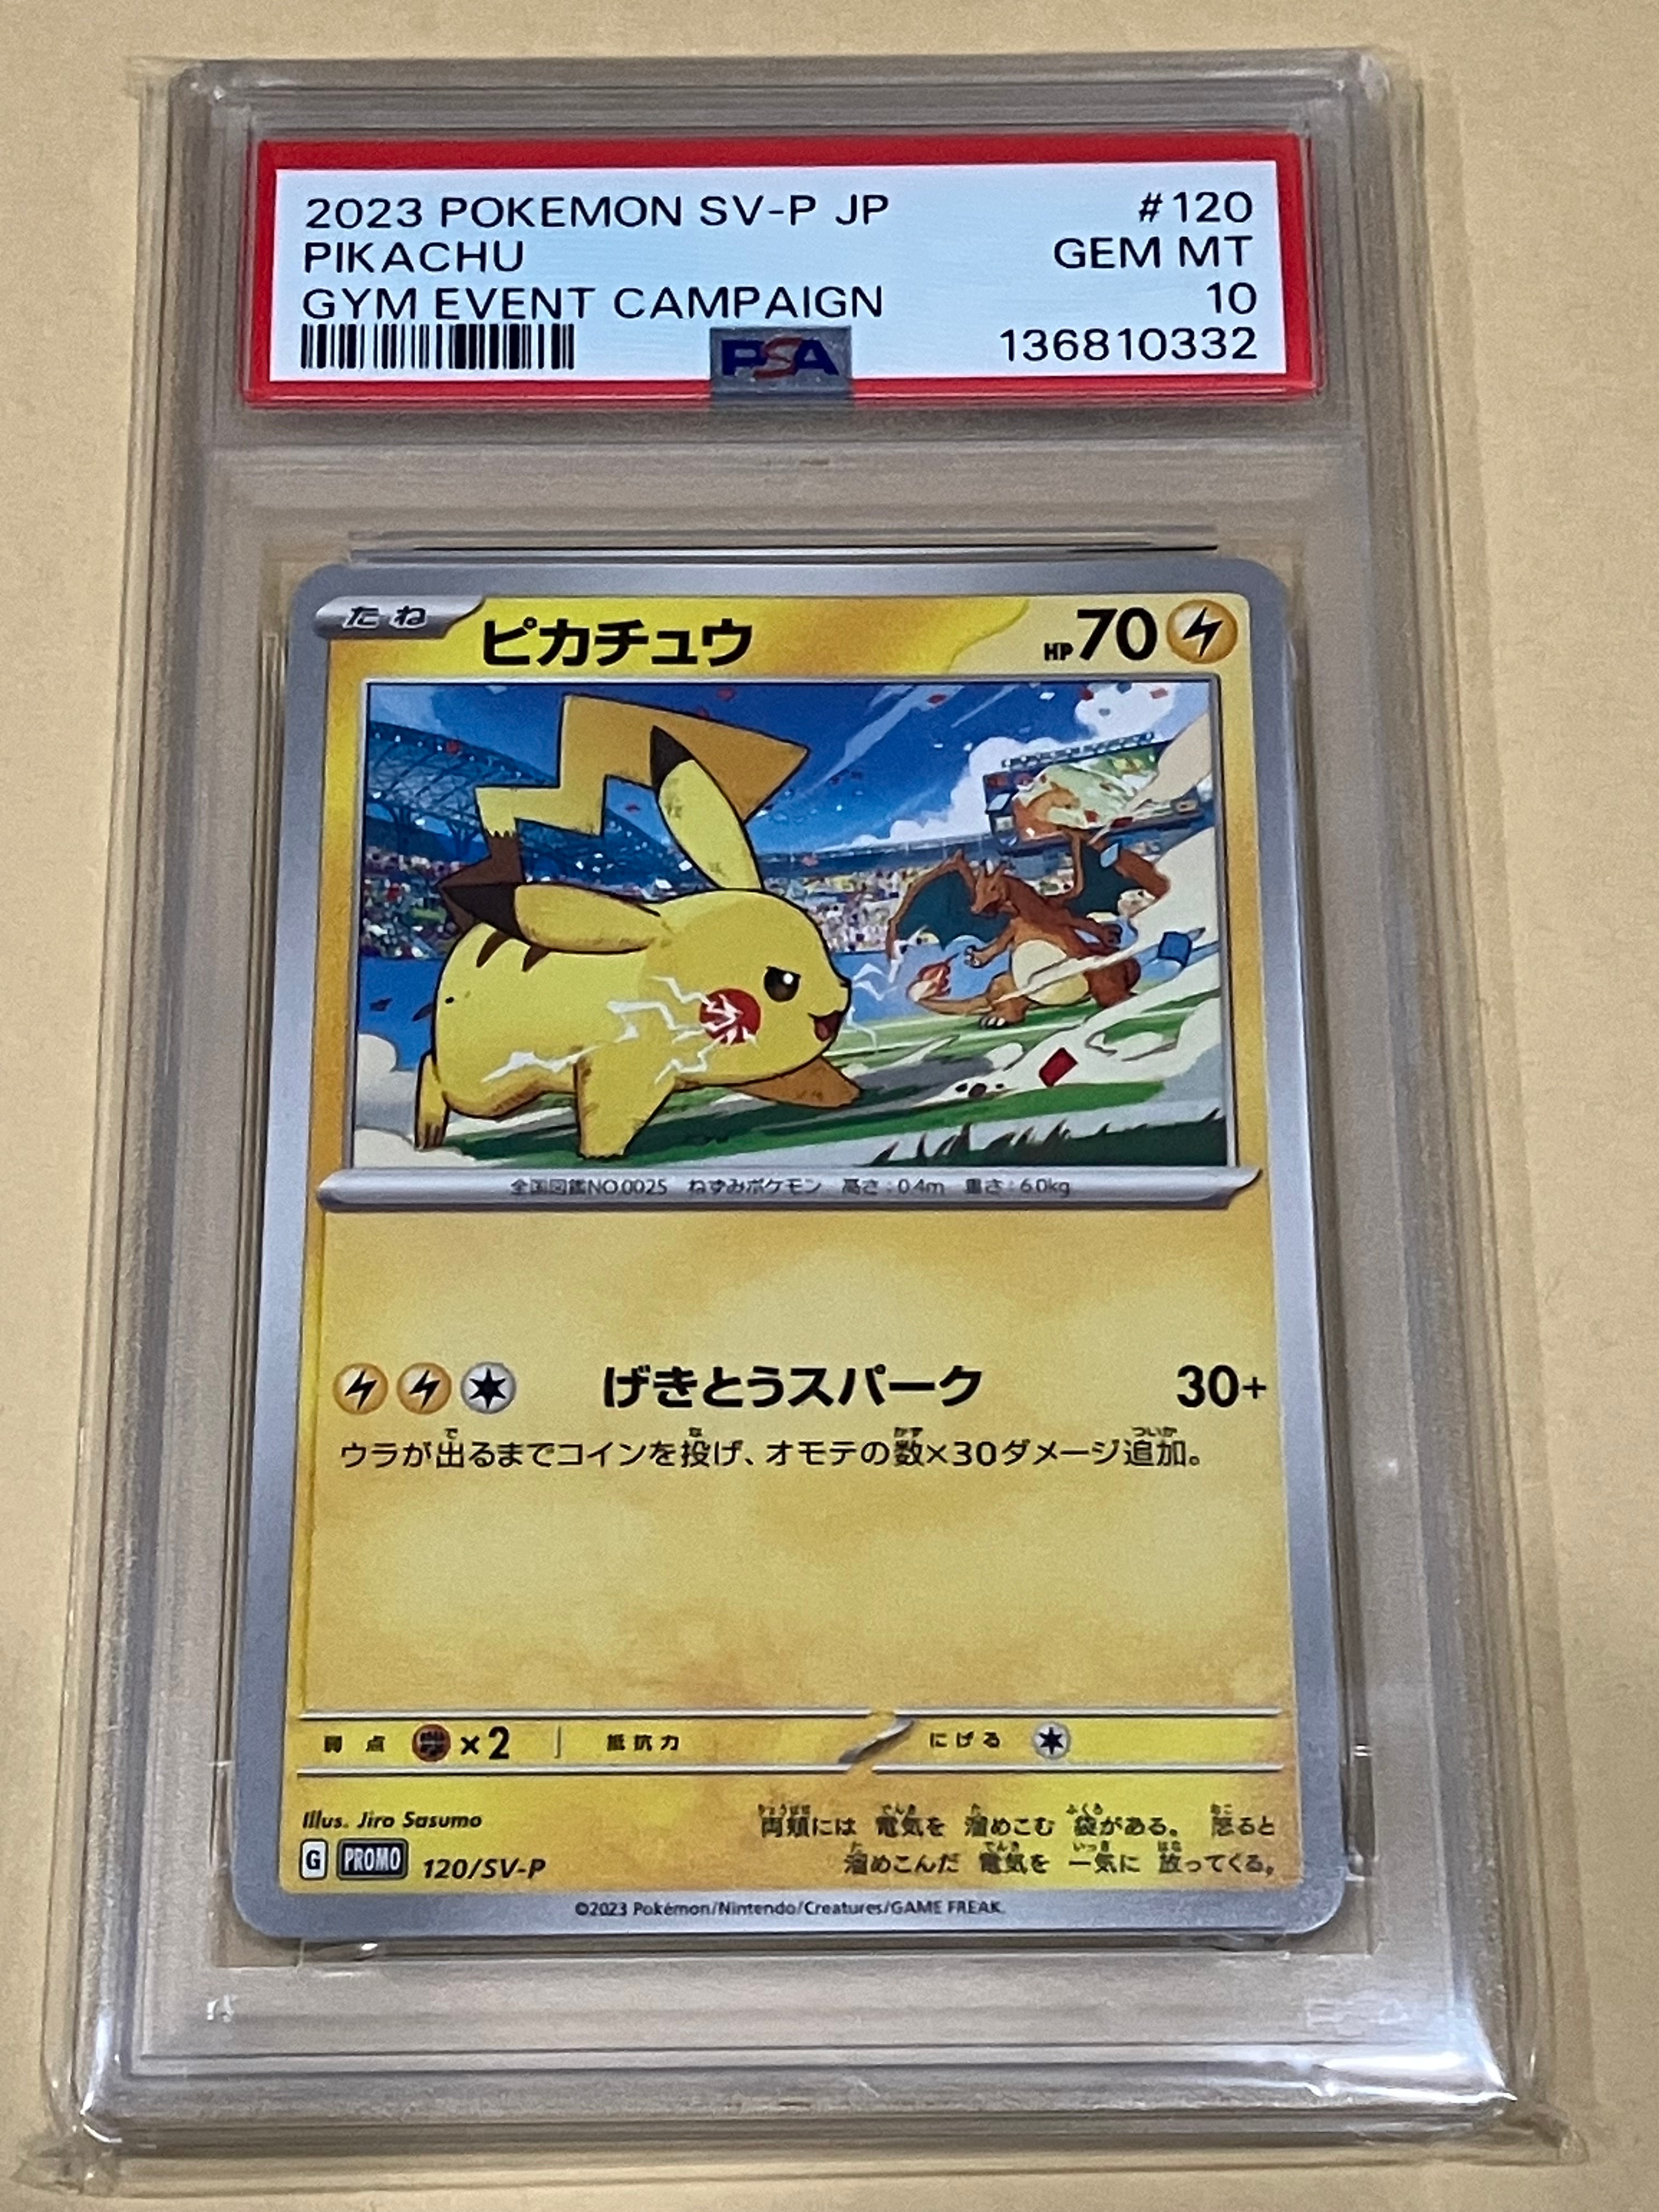 2023 POKEMON SV-P JP #120
PIKACHU GEM MT
GYM EVENT CAMPAIGN 10
PSA 136810332
たね ピカチュウ HP70
全国図鑑NO.0025 ねずみポケモン 高さ:0.4m 重さ:6.0kg
げきとうスパーク 30+
ウラが出るまでコインを投げ、オモテの数×30ダメージ追加。
弱点 ×2 抵抗力 にげる
Illus. Jiro Sasumo
両頬には 電気を 溜めこむ 袋がある。 怒ると
溜めこんだ 電気を 一気に 放ってくる。
G PROMO 120/SV-P
©2023 Pokémon/Nintendo/Creatures/GAME FREAK.